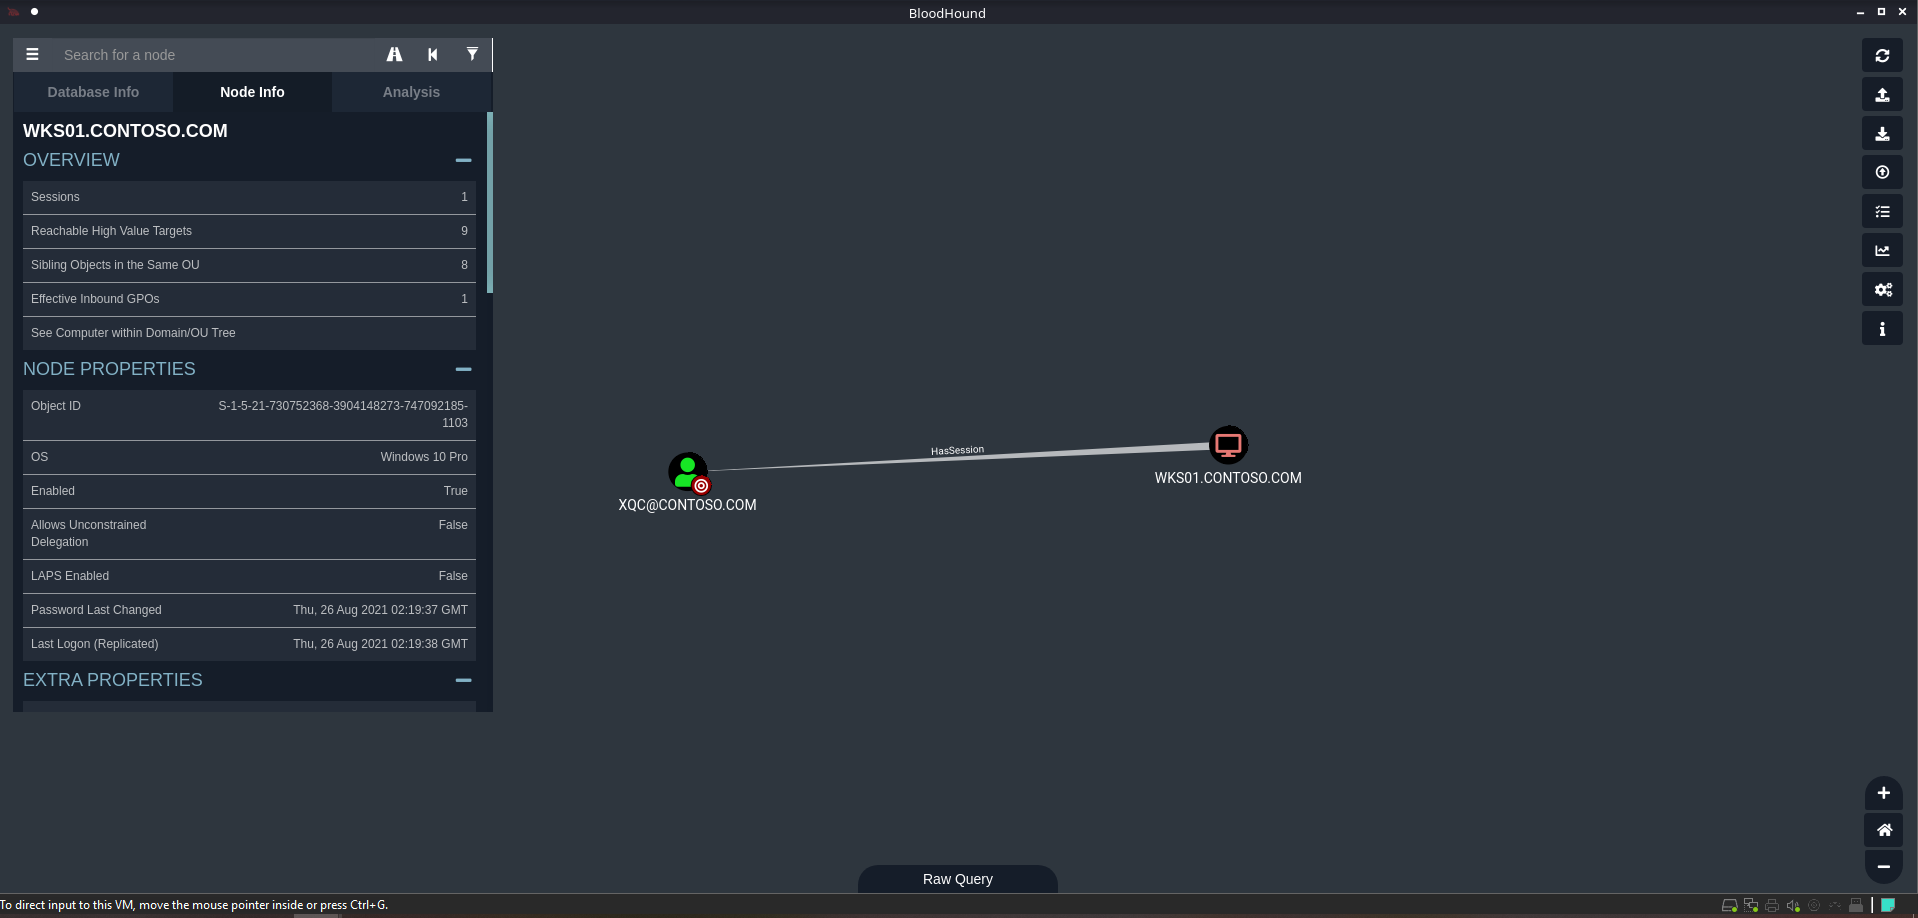 BloodHound
Search for a node
Database Info Node Info Analysis
WKS01.CONTOSO.COM
OVERVIEW
Sessions 1
Reachable High Value Targets 9
Sibling Objects in the Same OU 8
Effective Inbound GPOs 1
See Computer within Domain/OU Tree
NODE PROPERTIES
Object ID S-1-5-21-730752368-3904148273-747092185-
1103
OS Windows 10 Pro
Enabled True
Allows Unconstrained False
Delegation
LAPS Enabled False
Password Last Changed Thu, 26 Aug 2021 02:19:37 GMT
Last Logon (Replicated) Thu, 26 Aug 2021 02:19:38 GMT
EXTRA PROPERTIES
HasSession
XQC@CONTOSO.COM
WKS01.CONTOSO.COM
Raw Query
To direct input to this VM, move the mouse pointer inside or press Ctrl+G.